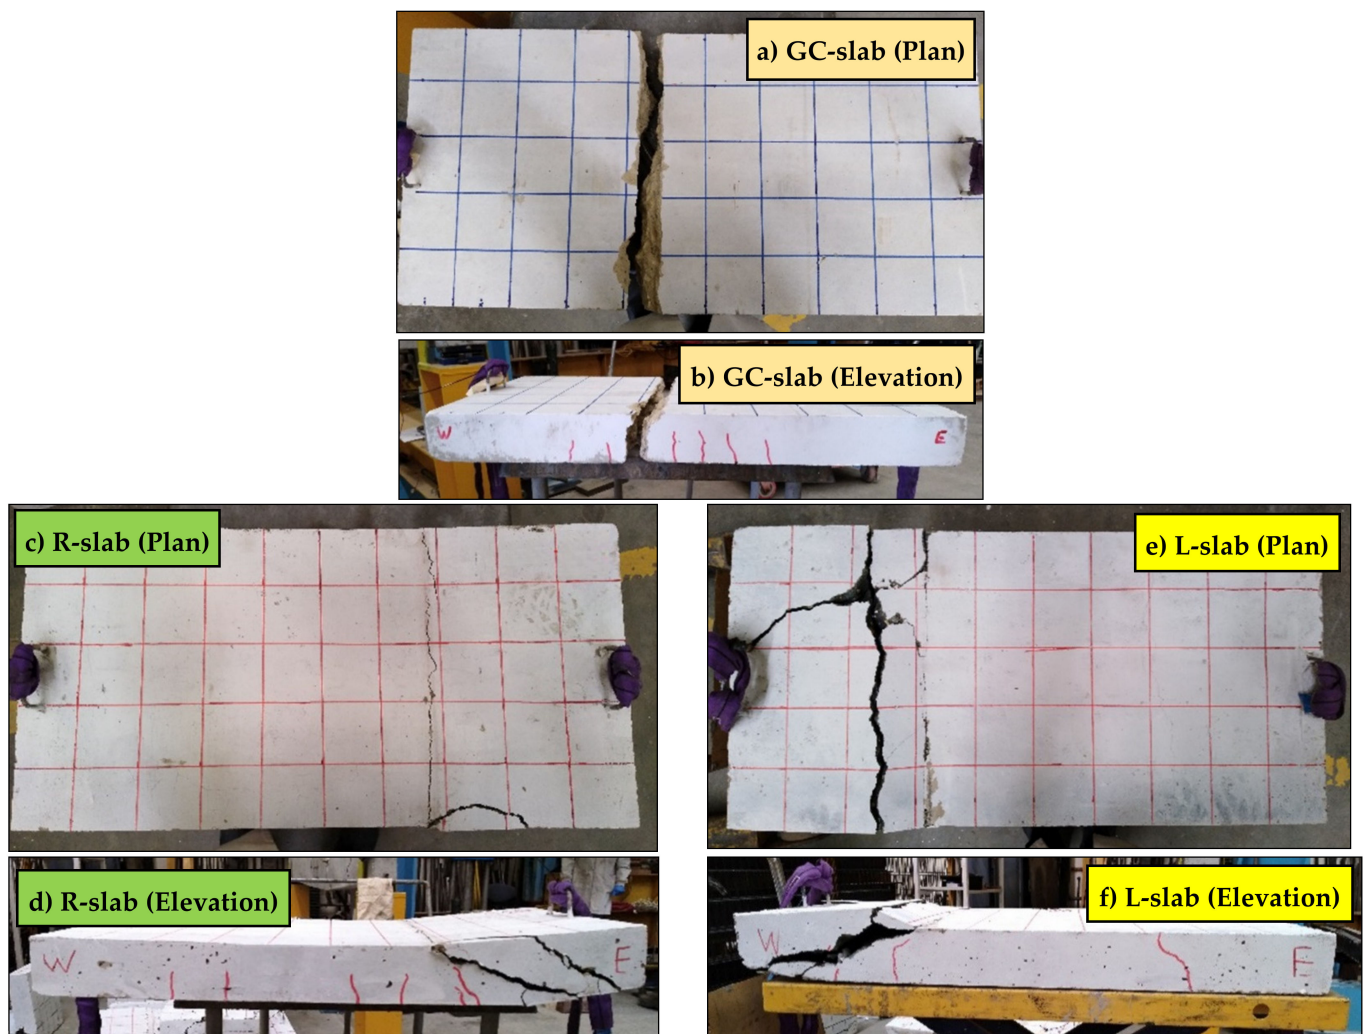 a) GC-slab (Plan)
b) GC-slab (Elevation)
W
E
c) R-slab (Plan)
e) L-slab (Plan)
d) R-slab (Elevation)
W
E
f) L-slab (Elevation)
W
E